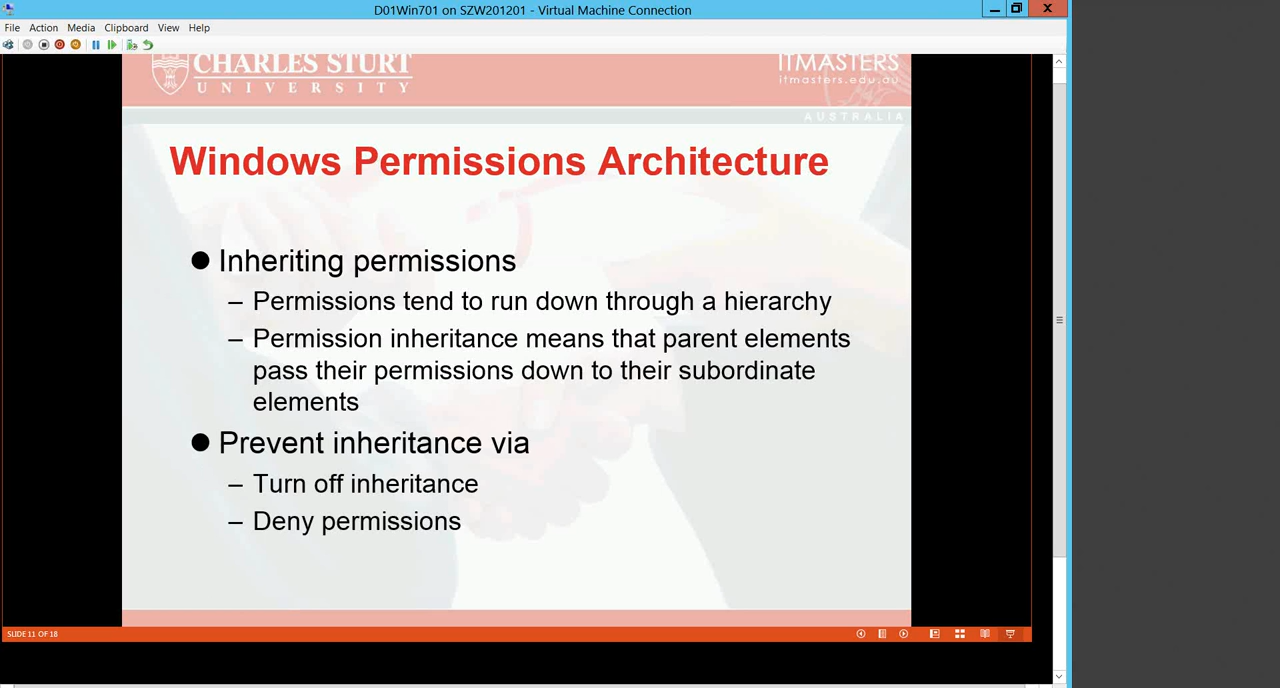 D01Win701 on SZW201201 - Virtual Machine Connection
File Action Media Clipboard View Help
CHARLES STURT
UNIVERSITY
ITMASTERS
itmasters.edu.au
AUSTRALIA
Windows Permissions Architecture
● Inheriting permissions
– Permissions tend to run down through a hierarchy
– Permission inheritance means that parent elements
pass their permissions down to their subordinate
elements
● Prevent inheritance via
– Turn off inheritance
– Deny permissions
SLIDE 11 OF 18